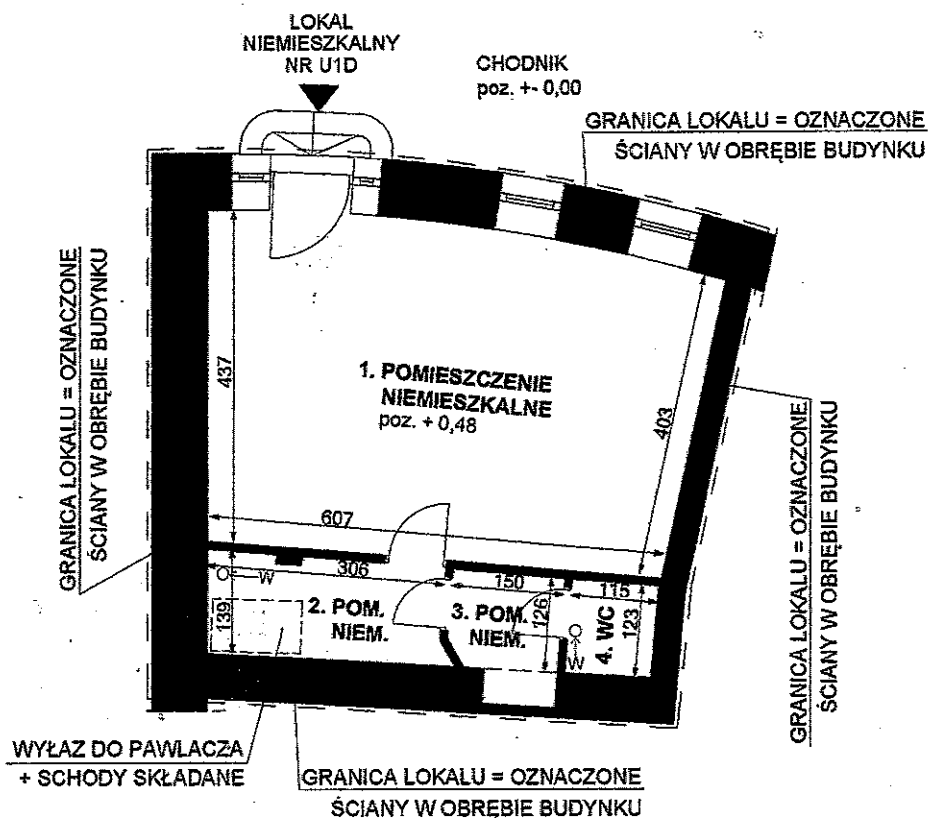 LOKAL
NIEMIESZKALNY
NR U1D
CHODNIK
poz. +- 0,00
GRANICA LOKALU = OZNACZONE
ŚCIANY W OBRĘBIE BUDYNKU
GRANICA LOKALU = OZNACZONE
ŚCIANY W OBRĘBIE BUDYNKU
437
1. POMIESZCZENIE
NIEMIESZKALNE
poz. + 0,48
403
GRANICA LOKALU = OZNACZONE
ŚCIANY W OBRĘBIE BUDYNKU
607
306
150
115
O W
139
2. POM.
NIEM.
3. POM.
NIEM.
126
O
W
4. WC
123
WYŁAZ DO PAWLACZA
+ SCHODY SKŁADANE
GRANICA LOKALU = OZNACZONE
ŚCIANY W OBRĘBIE BUDYNKU